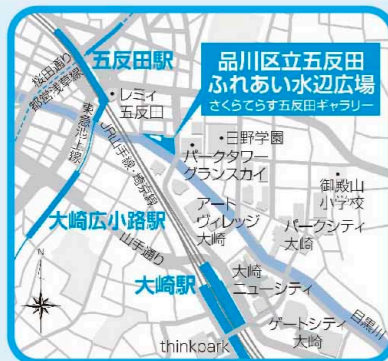 品川区立五反田
ふれあい水辺広場
さくらてらす五反田ギャラリー
五反田駅
桜田通り
都営浅草線
レミィ
五反田
東急池上線
JR山手線・埼京線
日野学園
パークタワー
グランスカイ
御殿山
小学校
アート
ヴィレッジ
大崎
パークシティ
大崎
大崎広小路駅
山手通り
大崎駅
大崎
ニューシティ
目黒川
ゲートシティ
大崎
thinkpark